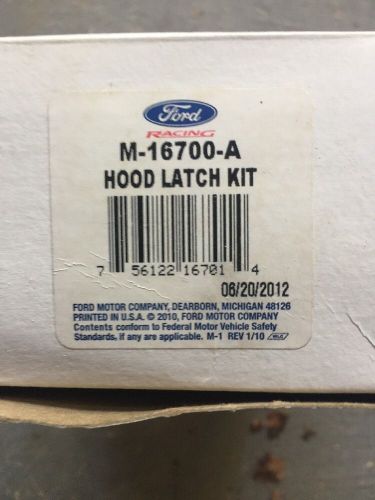 Ford
RACING
M-16700-A
HOOD LATCH KIT
7 56122 16701 4
06/20/2012
FORD MOTOR COMPANY, DEARBORN, MICHIGAN 48126
PRINTED IN U.S.A. © 2010, FORD MOTOR COMPANY
Contents conform to Federal Motor Vehicle Safety
Standards, if any are applicable. M-1 REV 1/10